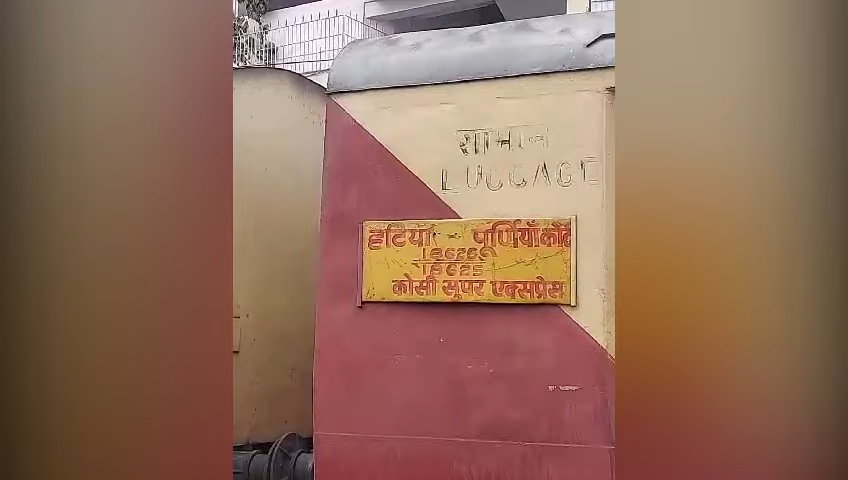 सामान
LUGGAGE
हटिया - पूर्णियाँ कोर्ट
18626
18625
कोसी सुपर एक्सप्रेस